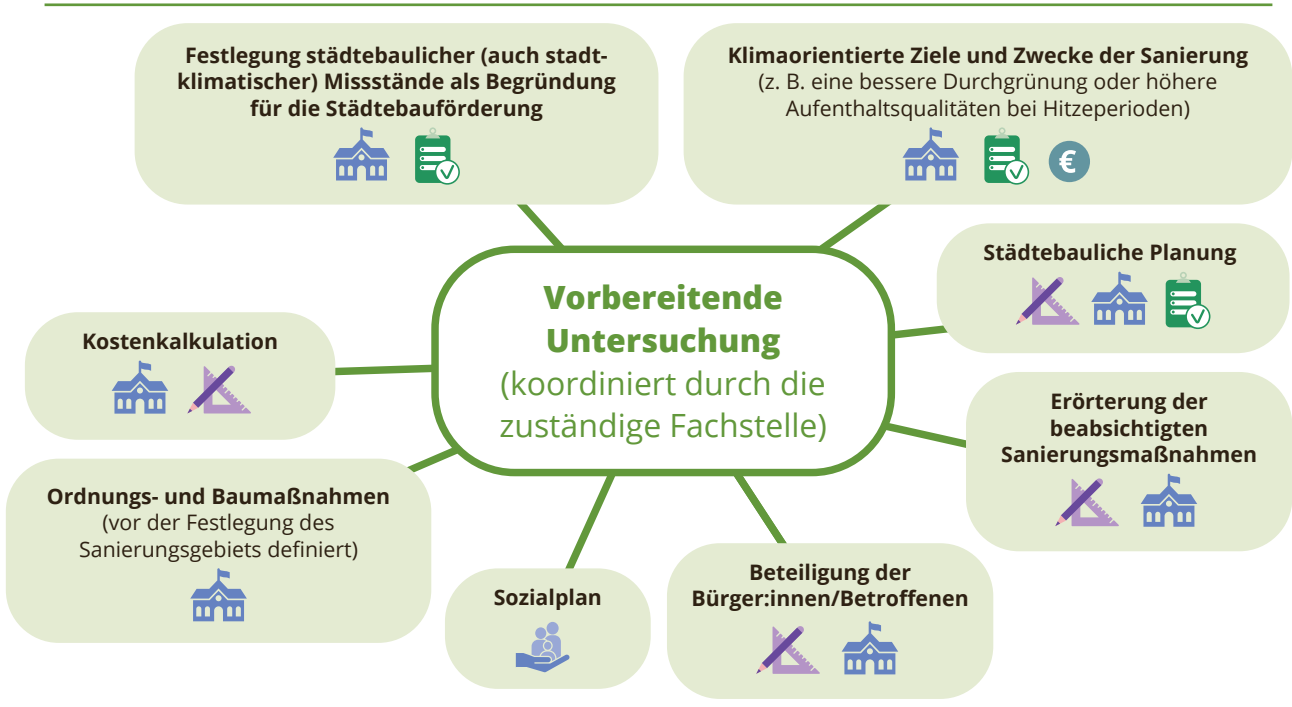 Festlegung städtebaulicher (auch stadt-
klimatischer) Missstände als Begründung
für die Städtebauförderung
Klimaorientierte Ziele und Zwecke der Sanierung
(z. B. eine bessere Durchgrünung oder höhere
Aufenthaltsqualitäten bei Hitzeperioden)
€
Städtebauliche Planung
Vorbereitende
Untersuchung
(koordiniert durch die
zuständige Fachstelle)
Kostenkalkulation
Erörterung der
beabsichtigten
Sanierungsmaßnahmen
Ordnungs- und Baumaßnahmen
(vor der Festlegung des
Sanierungsgebiets definiert)
Sozialplan
Beteiligung der
Bürger:innen/Betroffenen